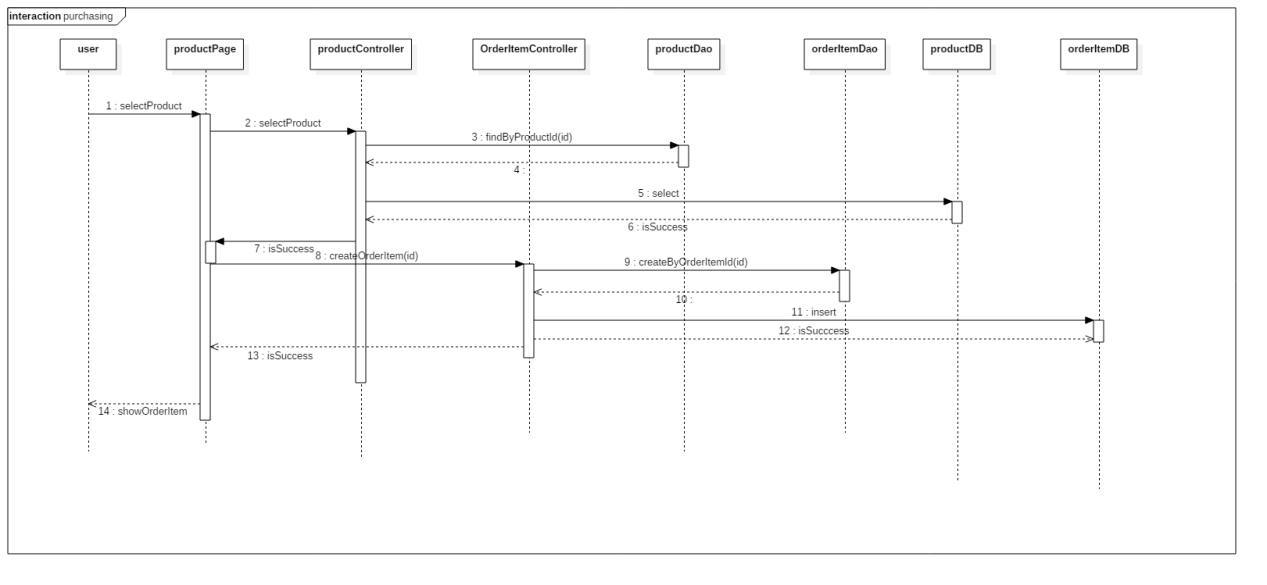 interaction purchasing
user
productPage
productController
OrderItemController
productDao
orderItemDao
productDB
orderItemDB
1 : selectProduct
2 : selectProduct
3 : findByProductId(id)
4 :
5 : select
6 : isSuccess
7 : isSuccess
8 : createOrderItem(id)
9 : createByOrderItemId(id)
10 :
11 : insert
12 : isSucccess
13 : isSuccess
14 : showOrderItem